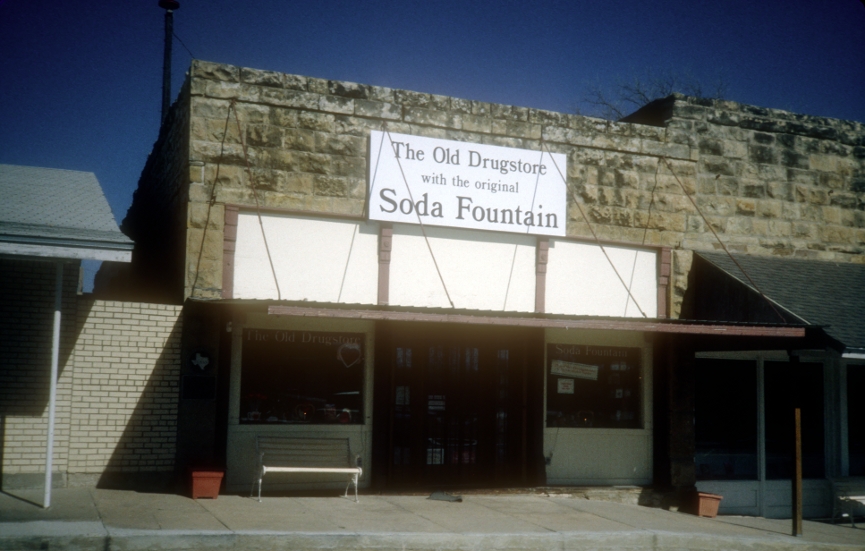 The Old Drugstore
with the original
Soda Fountain
The Old Drugstore
Soda Fountain